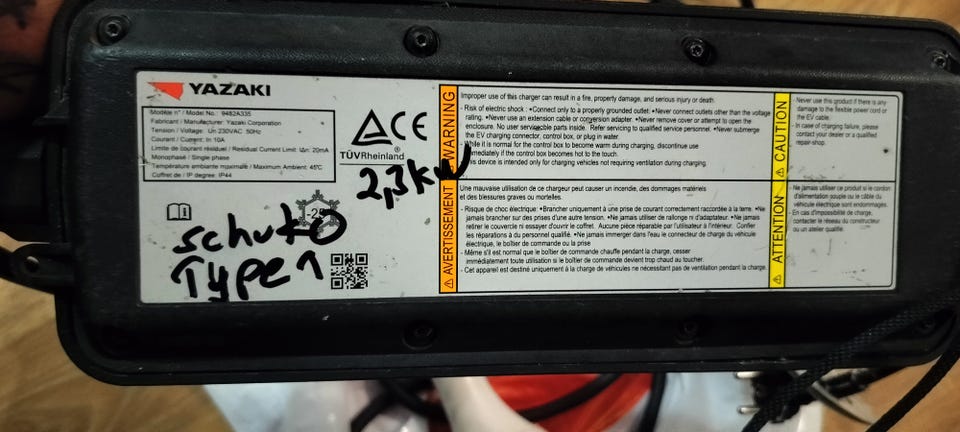 YAZAKI
Modèle n° / Model No. 9482A335
Fabricant / Manufacturer Yazaki Corporation
Tension / Voltage: Un 230VAC 50Hz
Courant / Current: In 10A
Limite de courant résiduel / Residual Current Limit: IΔn: 20mA
Monophasé / Single phase
Température ambiante maximale / Maximum Ambient: 45°C
Coffret de / IP degree: IP44
CE
TÜVRheinland
2,3kW
-25
Schuko
Type 1
WARNING
Improper use of this charger can result in a fire, property damage, and serious injury or death.
- Risk of electric shock : •Connect only to a properly grounded outlet. •Never connect outlets other than the voltage
rating. •Never use an extension cable or conversion adapter. •Never remove cover or attempt to open the
enclosure. No user serviceable parts inside. Refer servicing to qualified service personnel. •Never submerge
the EV charging connector, control box, or plug in water.
While it is normal for the control box to become warm during charging, discontinue use
immediately if the control box becomes hot to the touch.
This device is intended only for charging vehicles not requiring ventilation during charging.
CAUTION
- Never use this product if there is any
damage to the flexible power cord or
the EV cable.
- In case of charging failure, please
contact your dealer or a qualified
repair-shop.
AVERTISSEMENT
Une mauvaise utilisation de ce chargeur peut causer un incendie, des dommages matériels
et des blessures graves ou mortelles.
- Risque de choc électrique : •Brancher uniquement à une prise de courant correctement raccordée à la terre. •Ne
jamais brancher sur des prises d'une autre tension. •Ne jamais utiliser de rallonge ni d'adaptateur. •Ne jamais
retirer le couvercle ni essayer d'ouvrir le coffret. Aucune pièce réparable par l'utilisateur à l'intérieur. Confier
les réparations à du personnel qualifié. •Ne jamais immerger dans l'eau le connecteur de charge du véhicule
électrique, le boîtier de commande ou la prise
- Même s'il est normal que le boîtier de commande chauffe pendant la charge, cesser
immédiatement toute utilisation si le boîtier de commande devient trop chaud au toucher.
- Cet appareil est destiné uniquement à la charge de véhicules ne nécessitant pas de ventilation pendant la charge.
ATTENTION
- Ne jamais utiliser ce produit si le cordon
d'alimentation souple ou le câble du
véhicule électrique sont endommagés.
- En cas d'impossibilité de charge,
contacter le réseau du constructeur
ou un atelier qualifié.